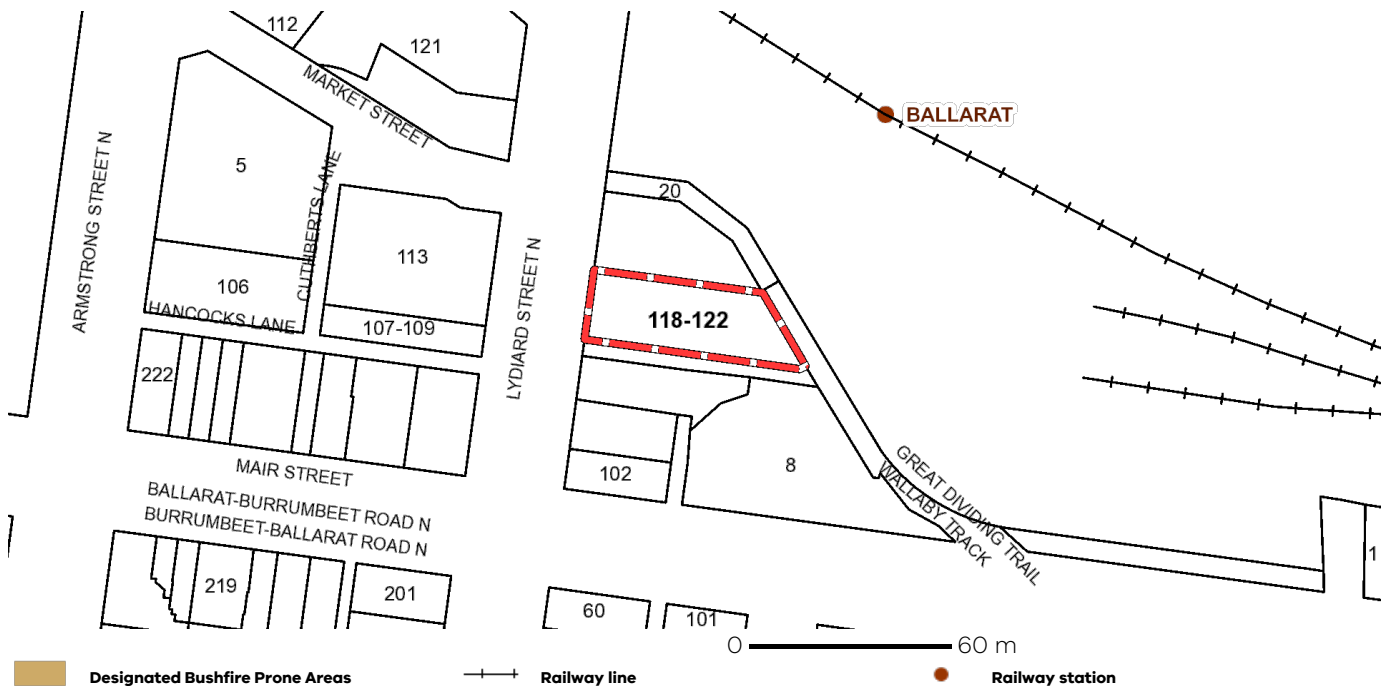 112
121
MARKET STREET
BALLARAT
5
CUTHBERTS LANE
ARMSTRONG STREET N
20
113
LYDIARD STREET N
106
HANCOCKS LANE
107-109
118-122
222
MAIR STREET
102
8
GREAT DIVIDING TRAIL
WALLABY TRACK
BALLARAT-BURRUMBEET ROAD N
BURRUMBEET-BALLARAT ROAD N
1
219
201
60
101
0 60 m
Designated Bushfire Prone Areas Railway line Railway station